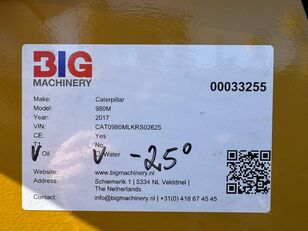 BIG
MACHINERY
00033255
Make: Caterpillar
Model: 980M
Year: 2017
VIN: CAT0980MLKRS02625
CE: Yes
T1: No
V Oil V Water -25°
Website: www.bigmachinery.nl
Address: Schiemerik 1 | 5334 NL Velddriel |
The Netherlands
Contact: info@bigmachinery.nl | +31(0) 418 67 45 45